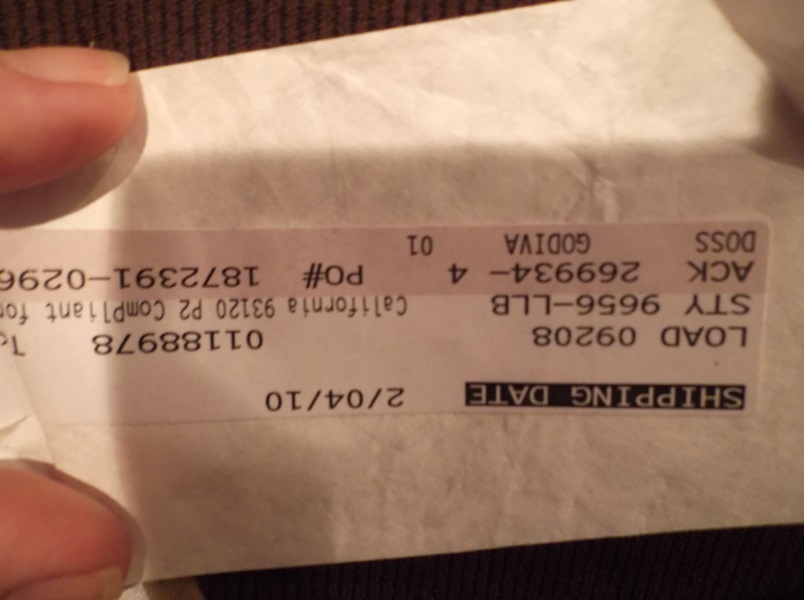 SHIPPING DATE 2/04/10
LOAD 09208 01188978
STY 9656-LLB California 93120 P2 Compliant for
ACK 269934- 4 PO# 1872391-0296
DOSS GODIVA 01